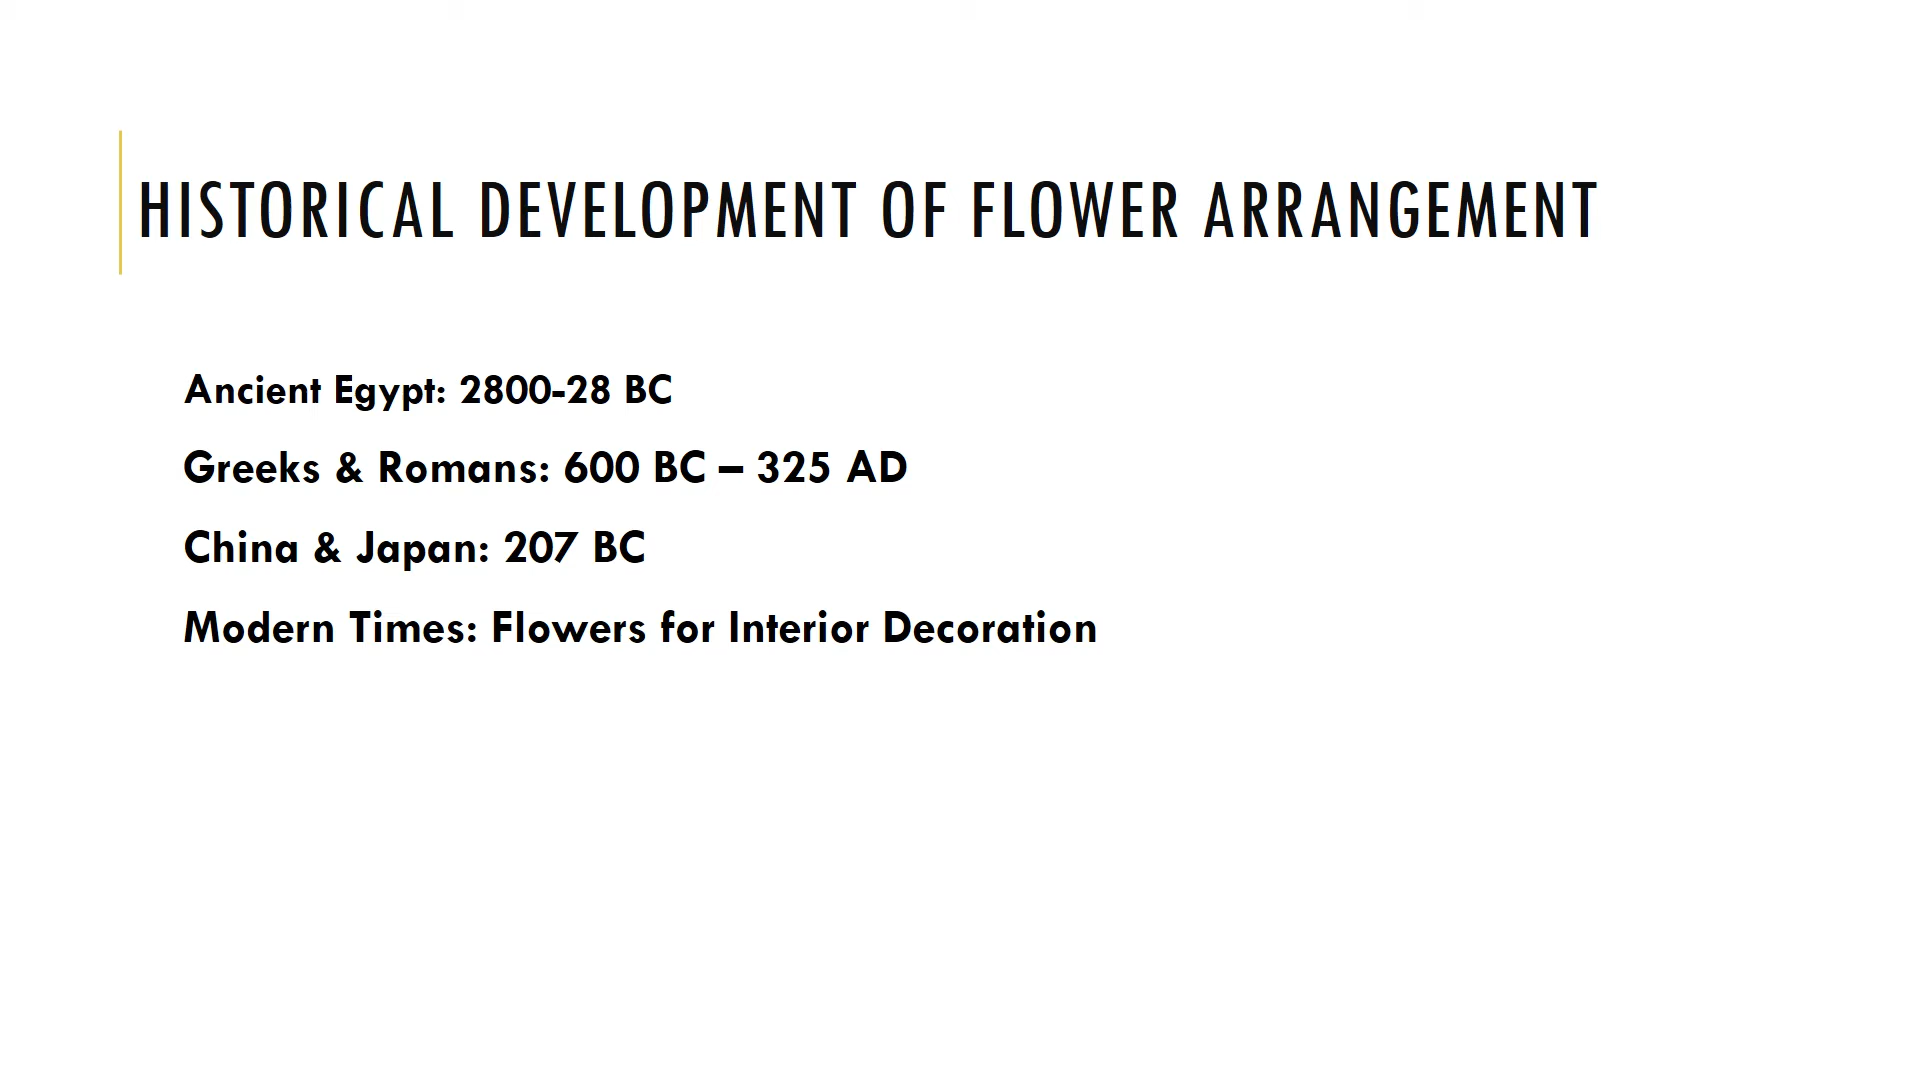 HISTORICAL DEVELOPMENT OF FLOWER ARRANGEMENT
Ancient Egypt: 2800-28 BC
Greeks & Romans: 600 BC – 325 AD
China & Japan: 207 BC
Modern Times: Flowers for Interior Decoration